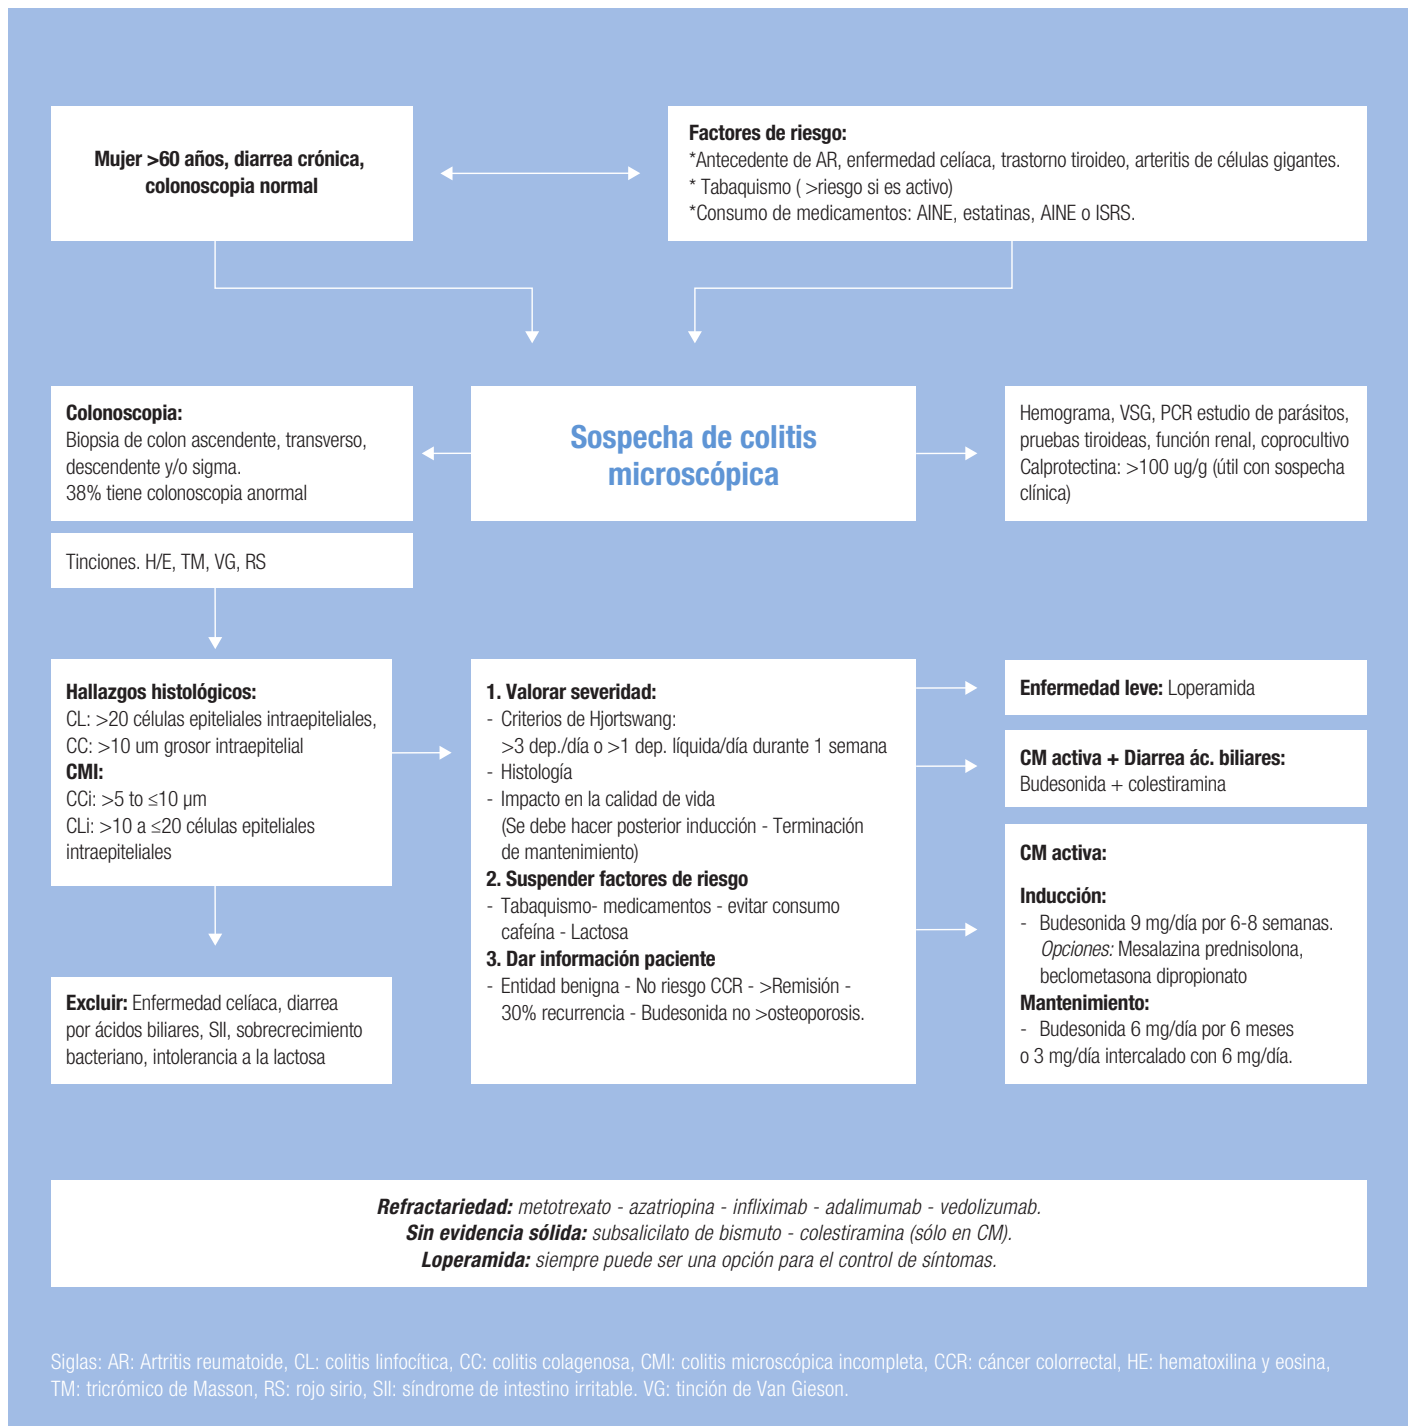 Mujer >60 años, diarrea crónica,
colonoscopia normal
Factores de riesgo:
*Antecedente de AR, enfermedad celíaca, trastorno tiroideo, arteritis de células gigantes.
* Tabaquismo ( >riesgo si es activo)
*Consumo de medicamentos: AINE, estatinas, AINE o ISRS.
Colonoscopia:
Biopsia de colon ascendente, transverso,
descendente y/o sigma.
38% tiene colonoscopia anormal
Sospecha de colitis
microscópica
Hemograma, VSG, PCR estudio de parásitos,
pruebas tiroideas, función renal, coprocultivo
Calprotectina: >100 ug/g (útil con sospecha
clínica)
Tinciones. H/E, TM, VG, RS
Hallazgos histológicos:
CL: >20 células epiteliales intraepiteliales,
CC: >10 um grosor intraepitelial
CMI:
CCi: >5 to ≤10 µm
CLi: >10 a ≤20 células epiteliales
intraepiteliales
1. Valorar severidad:
- Criterios de Hjortswang:
>3 dep./día o >1 dep. líquida/día durante 1 semana
- Histología
- Impacto en la calidad de vida
(Se debe hacer posterior inducción - Terminación
de mantenimiento)
2. Suspender factores de riesgo
- Tabaquismo- medicamentos - evitar consumo
cafeína - Lactosa
3. Dar información paciente
- Entidad benigna - No riesgo CCR - >Remisión -
30% recurrencia - Budesonida no >osteoporosis.
Enfermedad leve: Loperamida
CM activa + Diarrea ác. biliares:
Budesonida + colestiramina
CM activa:
Inducción:
- Budesonida 9 mg/día por 6-8 semanas.
Opciones: Mesalazina prednisolona,
beclometasona dipropionato
Mantenimiento:
- Budesonida 6 mg/día por 6 meses
o 3 mg/día intercalado con 6 mg/día.
Excluir: Enfermedad celíaca, diarrea
por ácidos biliares, SII, sobrecrecimiento
bacteriano, intolerancia a la lactosa
Refractariedad: metotrexato - azatriopina - infliximab - adalimumab - vedolizumab.
Sin evidencia sólida: subsalicilato de bismuto - colestiramina (sólo en CM).
Loperamida: siempre puede ser una opción para el control de síntomas.
Siglas: AR: Artritis reumatoide, CL: colitis linfocítica, CC: colitis colagenosa, CMI: colitis microscópica incompleta, CCR: cáncer colorrectal, HE: hematoxilina y eosina,
TM: tricrómico de Masson, RS: rojo sirio, SII: síndrome de intestino irritable. VG: tinción de Van Gieson.